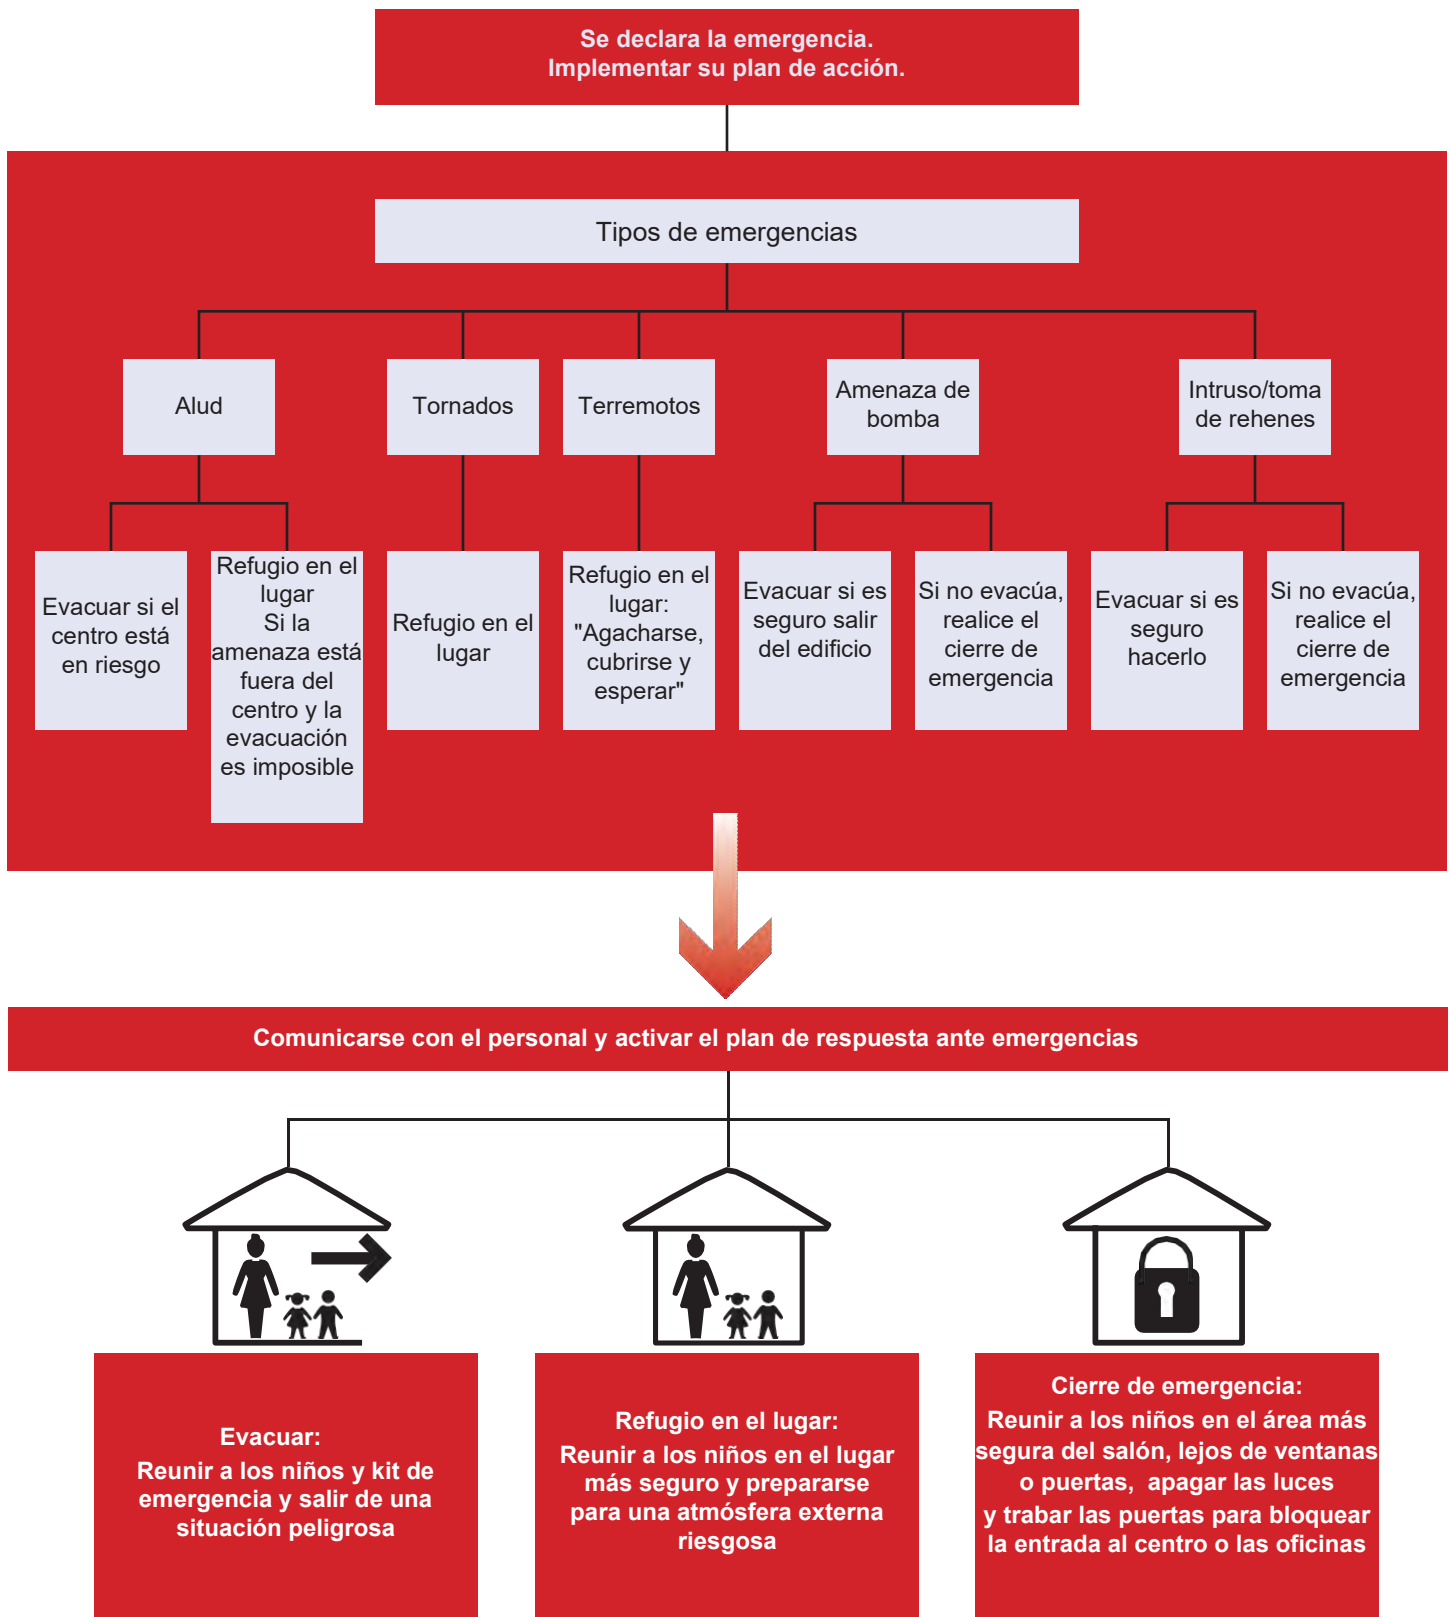 Se declara la emergencia.
Implementar su plan de acción.
Tipos de emergencias
Alud
Tornados
Terremotos
Amenaza de
bomba
Intruso/toma
de rehenes
Evacuar si el
centro está
en riesgo
Refugio en el
lugar
Si la
amenaza está
fuera del
centro y la
evacuación
es imposible
Refugio en el
lugar
Refugio en el
lugar:
"Agacharse,
cubrirse y
esperar"
Evacuar si es
seguro salir
del edificio
Si no evacúa,
realice el
cierre de
emergencia
Evacuar si es
seguro
hacerlo
Si no evacúa,
realice el
cierre de
emergencia
Comunicarse con el personal y activar el plan de respuesta ante emergencias
Evacuar:
Reunir a los niños y kit de
emergencia y salir de una
situación peligrosa
Refugio en el lugar:
Reunir a los niños en el lugar
más seguro y prepararse
para una atmósfera externa
riesgosa
Cierre de emergencia:
Reunir a los niños en el área más
segura del salón, lejos de ventanas
o puertas, apagar las luces
y trabar las puertas para bloquear
la entrada al centro o las oficinas